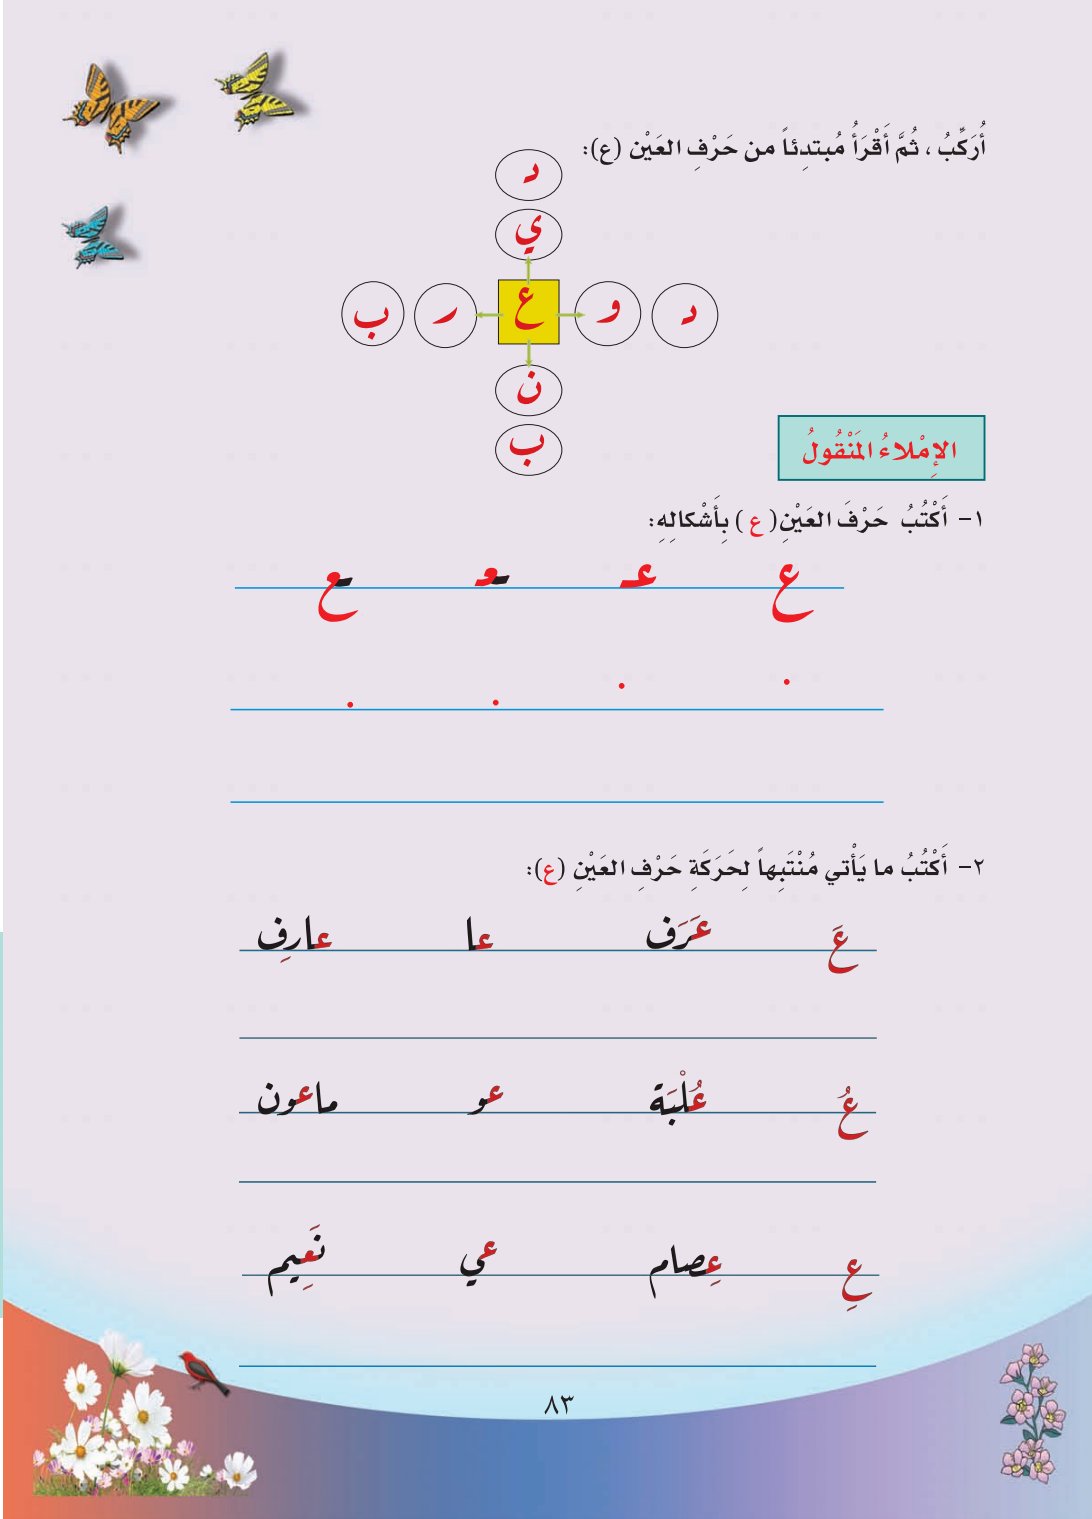 أُرَكِّبُ ، ثُمَّ أَقْرَأُ مُبتدِئاً من حَرْفِ العَيْن (ع):
د
ي
د و ع ر ب
ن
ب
الإِمْلاءُ المَنْقُولُ
١- أَكْتُبُ حَرْفَ العَيْنِ( ع ) بِأَشْكالِهِ:
ع عـ ـعـ ـع
٢- أَكْتُبُ ما يَأْتي مُنْتَبِهاً لِحَرَكَةِ حَرْفِ العَيْنِ (ع):
عَ عَرَف عا عارِف
عُ عُلْبَة عو ماعون
عِ عِصام عي نَعِيم
٨٣